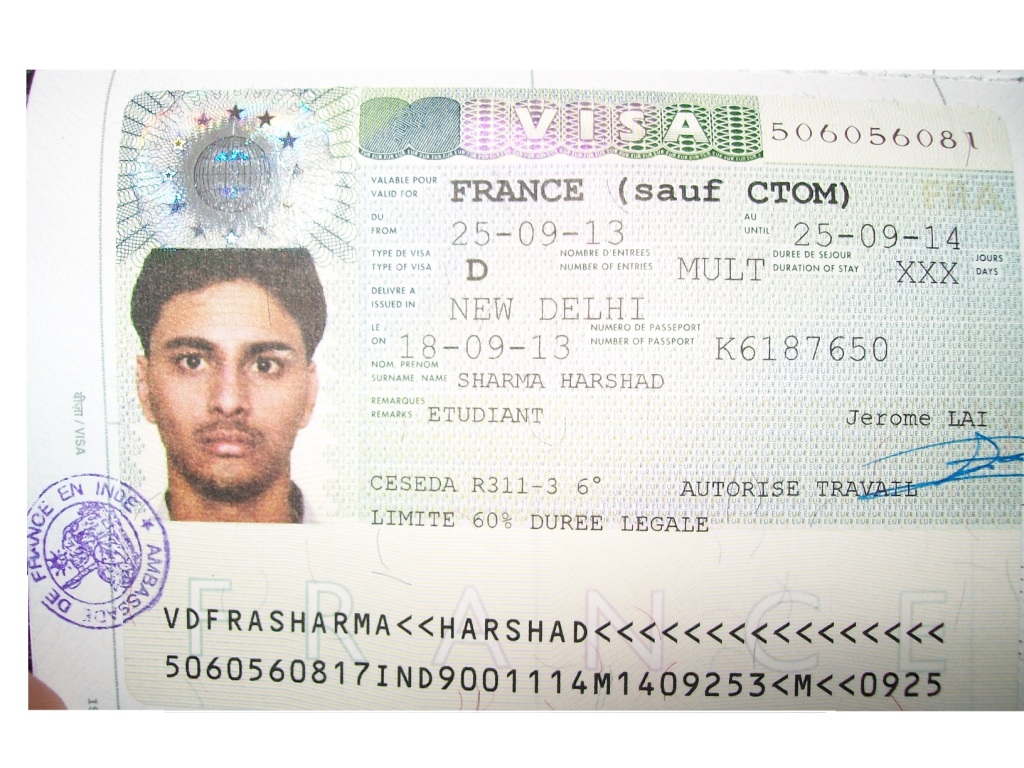 VISA
506056081
VALABLE POUR
VALID FOR
FRANCE (sauf CTOM)
FRA
DU
FROM
25-09-13
AU
UNTIL
25-09-14
TYPE DE VISA
TYPE OF VISA
D
NOMBRE D'ENTREES
NUMBER OF ENTRIES
MULT
DUREE DE SEJOUR
DURATION OF STAY
XXX
JOURS
DAYS
DELIVRE A
ISSUED IN
NEW DELHI
LE :
ON
18-09-13
NUMERO DE PASSEPORT
NUMBER OF PASSPORT
K6187650
NOM, PRENOM
SURNAME, NAME
SHARMA HARSHAD
REMARQUES
REMARKS :
ETUDIANT
Jerome LAI
CESEDA R311-3 6° AUTORISE TRAVAIL
LIMITE 60% DUREE LEGALE
वीज़ा / VISA
AMBASSADE DE FRANCE EN INDE
FRANCE
VDFRASHARMA<<HARSHAD<<<<<<<<<<<<<<<<
5060560817IND9001114M1409253<M<<0925